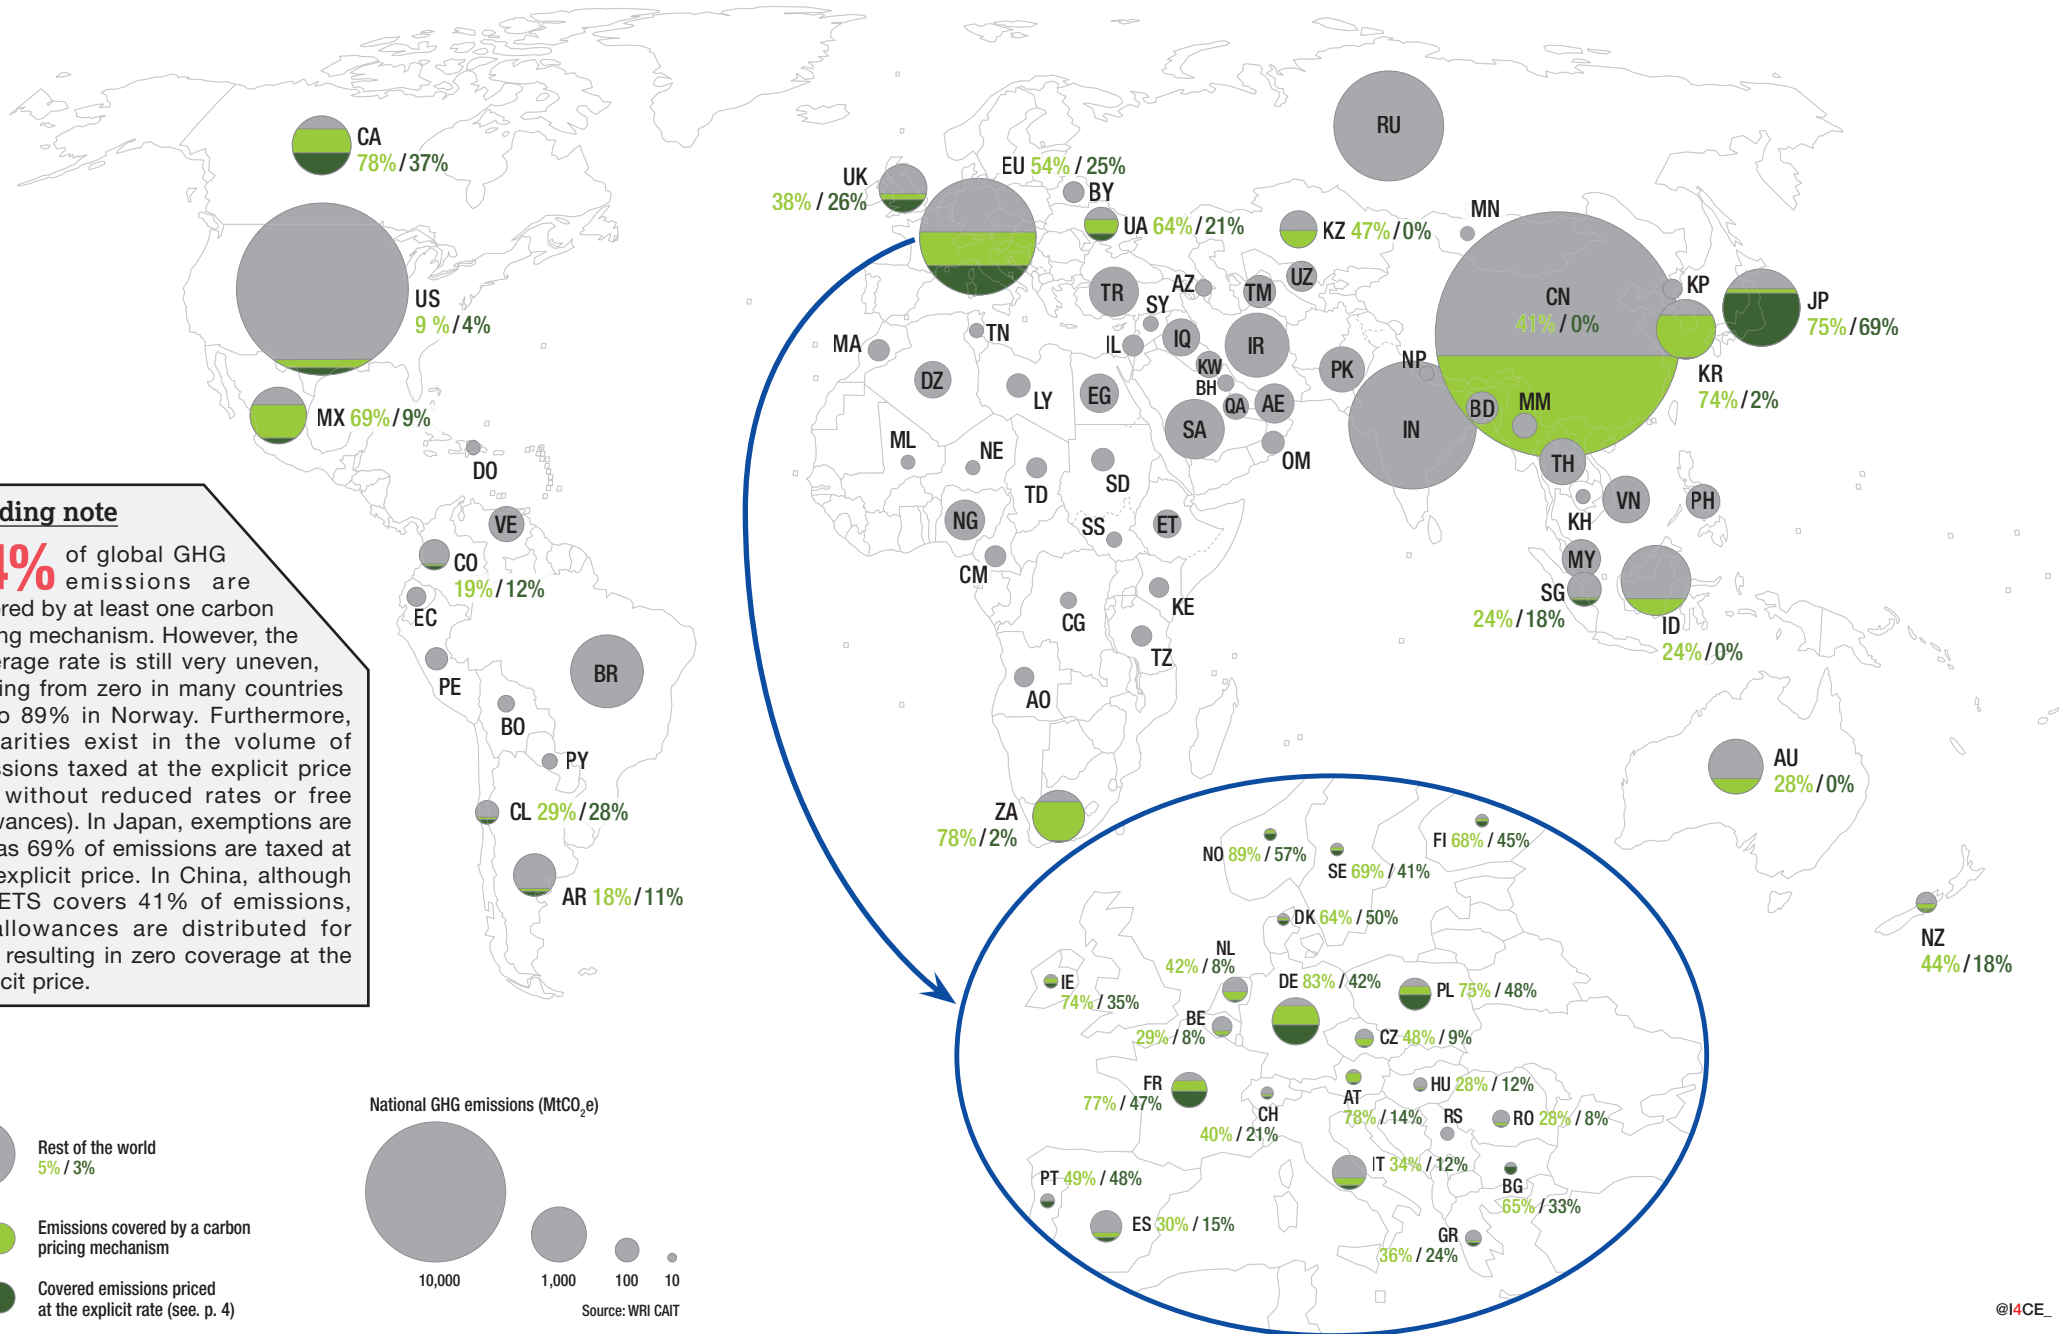 CA
78% / 37%
US
9 % / 4%
MX 69% / 9%
DO
VE
CO
19% / 12%
EC
PE
BR
BO
PY
CL 29% / 28%
AR 18% / 11%
UK
38% / 26%
EU 54% / 25%
BY
UA 64% / 21%
RU
KZ 47% / 0%
MN
UZ
TM
AZ
TR
SY
IQ
IR
IL
KW
BH
QA
AE
SA
OM
PK
NP
IN
BD
MM
CN
41% / 0%
KP
KR
74% / 2%
JP
75% / 69%
TH
KH
VN
PH
MY
SG
24% / 18%
ID
24% / 0%
AU
28% / 0%
NZ
44% / 18%
MA
TN
DZ
LY
EG
ML
NE
TD
SD
NG
SS
ET
CM
CG
KE
TZ
AO
ZA
78% / 2%
NO 89% / 57%
SE 69% / 41%
FI 68% / 45%
DK 64% / 50%
NL
42% / 8%
IE
74% / 35%
DE 83% / 42%
PL 75% / 48%
BE
29% / 8%
CZ 48% / 9%
FR
77% / 47%
CH
40% / 21%
AT
78% / 14%
HU 28% / 12%
RS
RO 28% / 8%
IT 34% / 12%
BG
65% / 33%
PT 49% / 48%
ES 30% / 15%
GR
36% / 24%
note
% of global GHG
emissions are
by at least one carbon
mechanism. However, the
rate is still very uneven,
from zero in many countries
89% in Norway. Furthermore,
exist in the volume of
taxed at the explicit price
without reduced rates or free
In Japan, exemptions are
as 69% of emissions are taxed at
explicit price. In China, although
ETS covers 41% of emissions,
allowances are distributed for
resulting in zero coverage at the
price.
Rest of the world
5% / 3%
Emissions covered by a carbon
pricing mechanism
Covered emissions priced
at the explicit rate (see. p. 4)
National GHG emissions (MtCO2e)
10,000
1,000
100
10
Source: WRI CAIT
@I4CE_